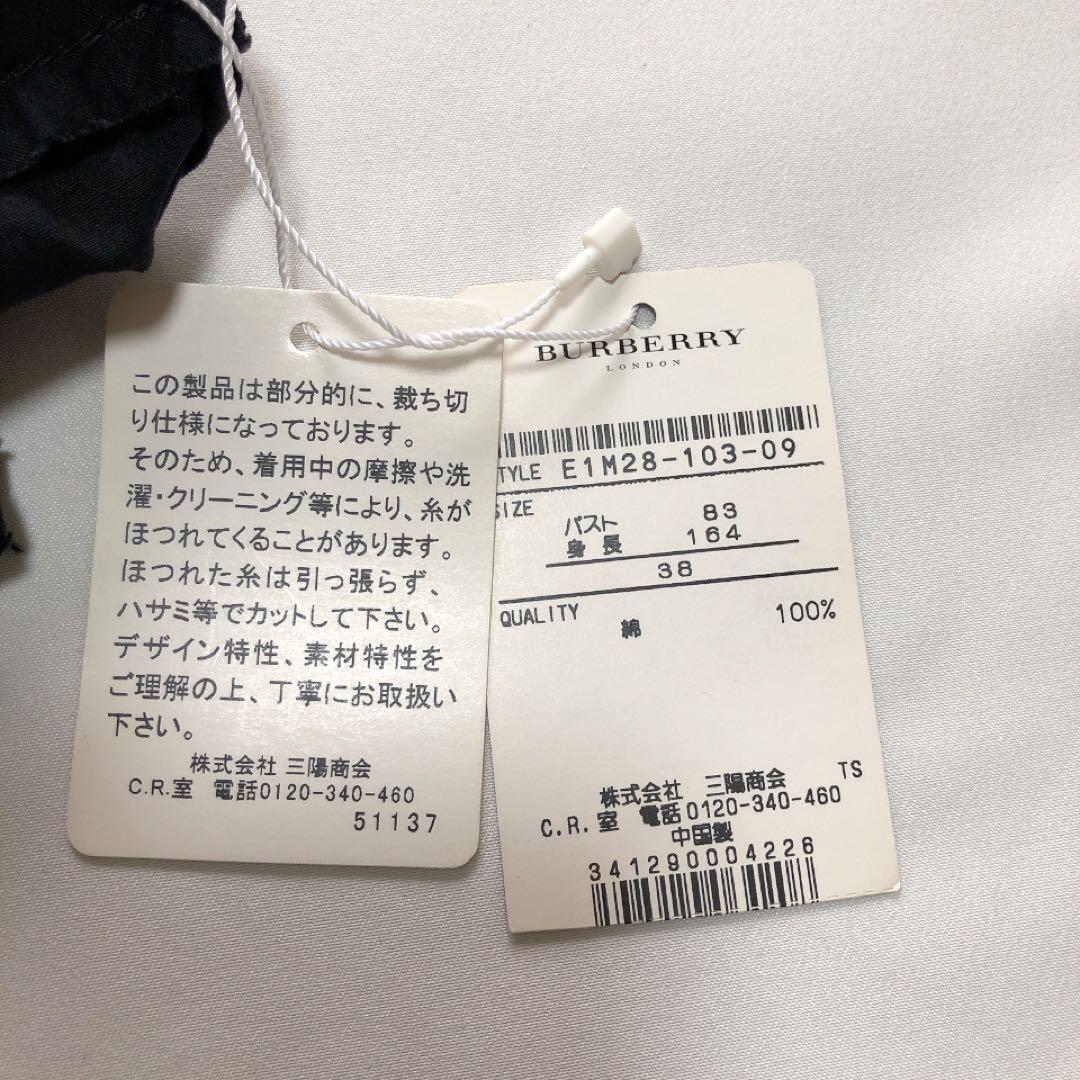 この製品は部分的に、裁ち切
り仕様になっております。
そのため、着用中の摩擦や洗
濯・クリーニング等により、糸が
ほつれてくることがあります。
ほつれた糸は引っ張らず、
ハサミ等でカットして下さい。
デザイン特性、素材特性を
ご理解の上、丁寧にお取扱い
下さい。
株式会社 三陽商会
C.R.室 電話0120-340-460
51137
BURBERRY
LONDON
TYLE E1M28-103-09
SIZE
バスト 83
身長 164
38
QUALITY
綿 100%
TS
株式会社 三陽商会
C.R.室 電話0120-340-460
中国製
341290004226